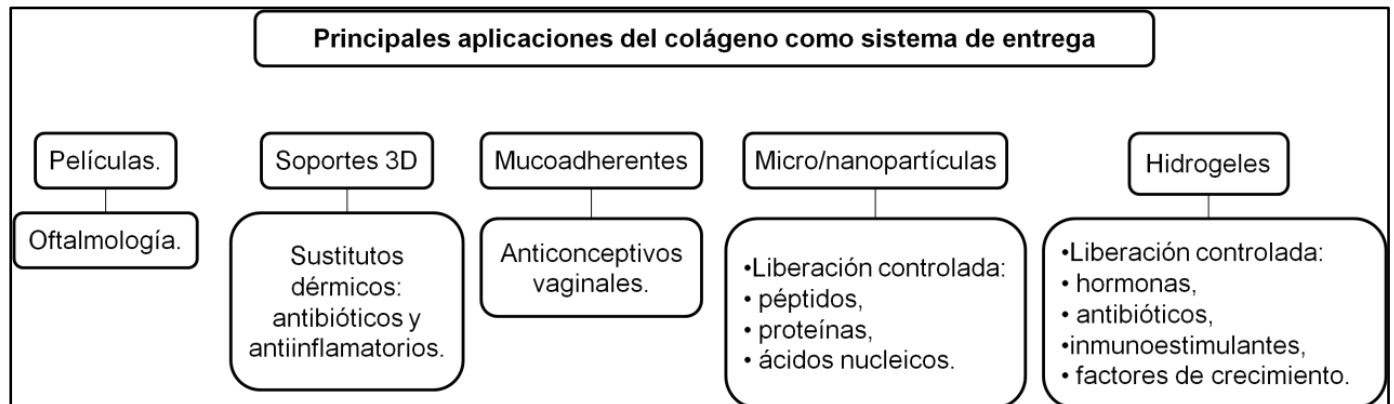 Principales aplicaciones del colágeno como sistema de entrega
Películas.
Oftalmología.
Soportes 3D
Sustitutos
dérmicos:
antibióticos y
antiinflamatorios.
Mucoadherentes
Anticonceptivos
vaginales.
Micro/nanopartículas
•Liberación controlada:
• péptidos,
• proteínas,
• ácidos nucleicos.
Hidrogeles
•Liberación controlada:
• hormonas,
• antibióticos,
•inmunoestimulantes,
• factores de crecimiento.